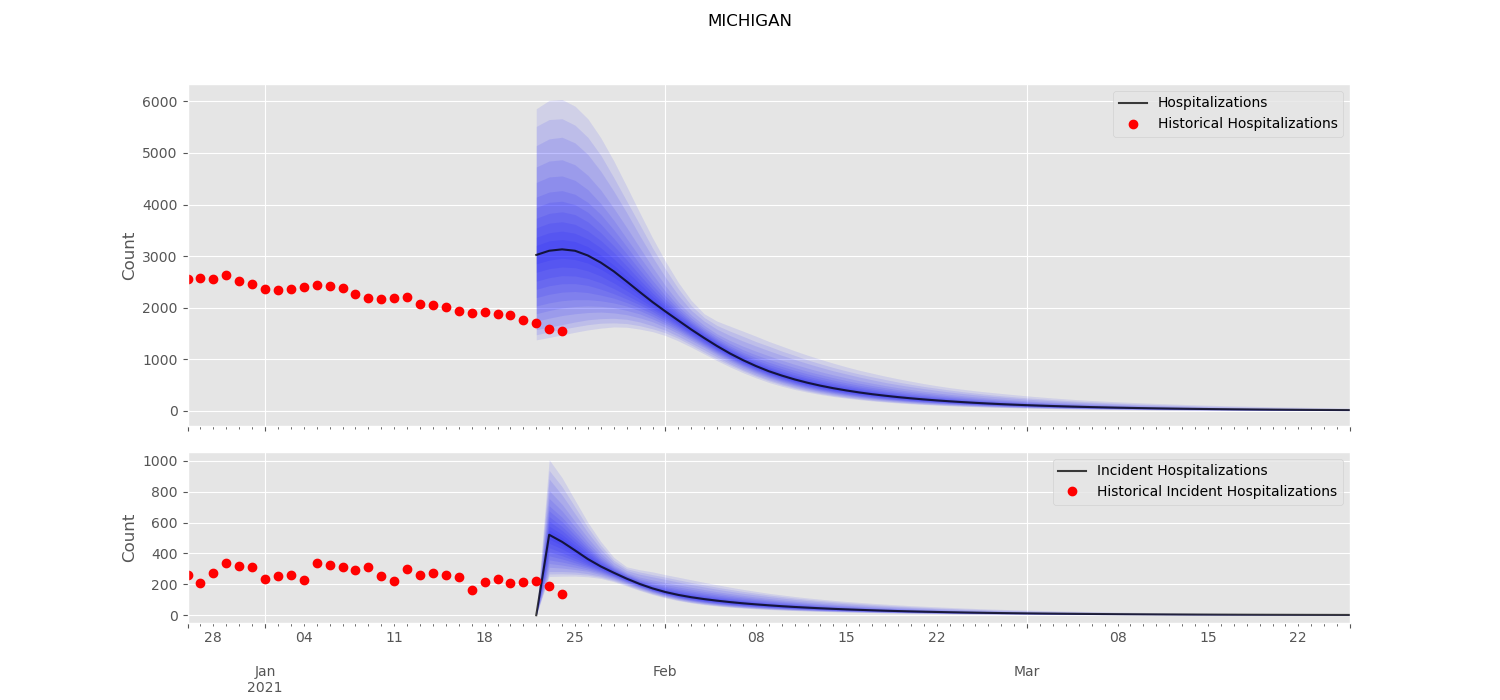 MICHIGAN
Hospitalizations
Historical Hospitalizations
6000
5000
4000
3000
2000
1000
0
Count
Incident Hospitalizations
Historical Incident Hospitalizations
1000
800
600
400
200
0
Count
28 04 11 18 25 08 15 22 08 15 22
Jan Feb Mar
2021